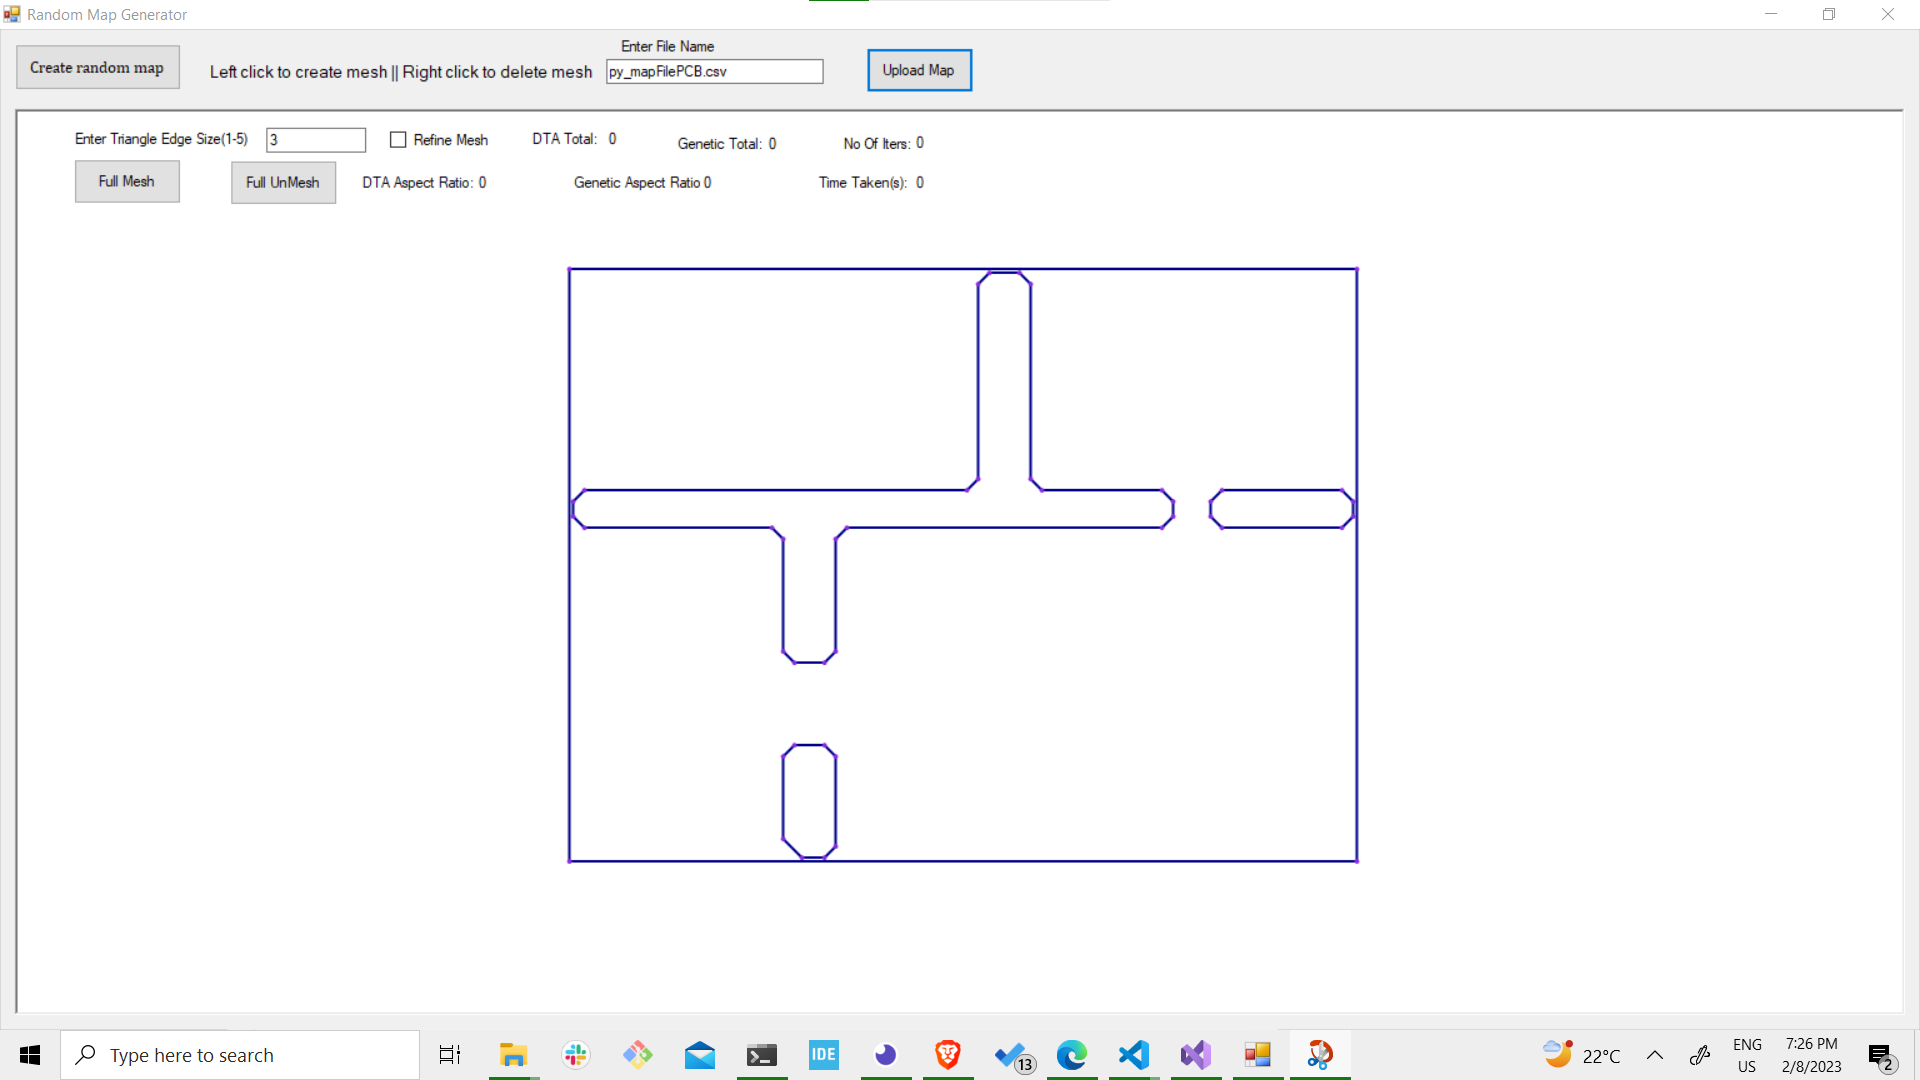 Random Map Generator
Create random map
Left click to create mesh || Right click to delete mesh
Enter File Name
py_mapFilePCB.csv
Upload Map
Enter Triangle Edge Size(1-5)
3
Refine Mesh
DTA Total: 0
Genetic Total: 0
No Of Iters: 0
Full Mesh
Full UnMesh
DTA Aspect Ratio: 0
Genetic Aspect Ratio 0
Time Taken(s): 0
Type here to search
IDE
13
22°C
ENG
US
7:26 PM
2/8/2023
2